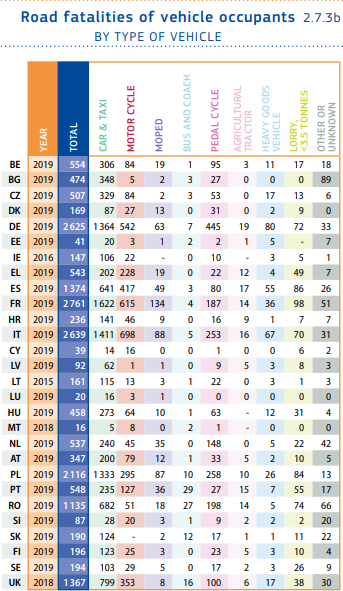 Road fatalities of vehicle occupants 2.7.3b
BY TYPE OF VEHICLE
YEAR
TOTAL
CAR & TAXI
MOTOR CYCLE
MOPED
BUS AND COACH
PEDAL CYCLE
AGRICULTURAL
TRACTOR
HEAVY GOODS
VEHICLE
LORRY,
<3.5 TONNES
OTHER OR
UNKNOWN
BE 2019 554 306 84 19 1 95 3 11 17 18
BG 2019 474 348 5 2 3 27 0 0 0 89
CZ 2019 507 329 84 2 3 53 0 17 13 6
DK 2019 169 87 27 13 0 31 0 2 9 0
DE 2019 2 625 1 364 542 63 7 445 19 80 72 33
EE 2019 41 20 3 1 2 2 1 5 - 7
IE 2016 147 106 22 - 0 10 - 3 5 1
EL 2019 543 202 228 19 0 22 12 4 49 7
ES 2019 1 374 641 417 49 3 80 17 55 86 26
FR 2019 2 761 1 622 615 134 4 187 14 36 98 51
HR 2019 236 141 46 9 0 16 9 1 7 7
IT 2019 2 639 1 411 698 88 5 253 16 67 70 31
CY 2019 39 14 16 0 0 1 0 0 6 2
LV 2019 92 62 1 1 0 9 5 3 8 3
LT 2015 161 115 13 3 1 22 0 3 1 3
LU 2019 20 16 3 1 0 0 0 0 0 0
HU 2019 458 273 64 10 1 63 - 12 31 4
MT 2018 16 5 8 0 2 1 - 0 0 0
NL 2019 537 240 45 35 0 148 0 5 22 42
AT 2019 347 200 79 12 1 33 5 2 10 5
PL 2019 2 116 1 333 295 87 10 258 10 26 84 13
PT 2019 548 235 127 36 29 27 15 7 55 17
RO 2019 1 135 682 51 18 27 198 14 5 74 66
SI 2019 87 28 20 3 1 9 2 2 2 20
SK 2019 190 124 - 2 12 17 1 1 11 22
FI 2019 196 123 25 3 0 23 5 3 10 4
SE 2019 194 103 29 5 0 17 2 3 26 9
UK 2018 1 367 799 353 8 16 100 6 17 38 30